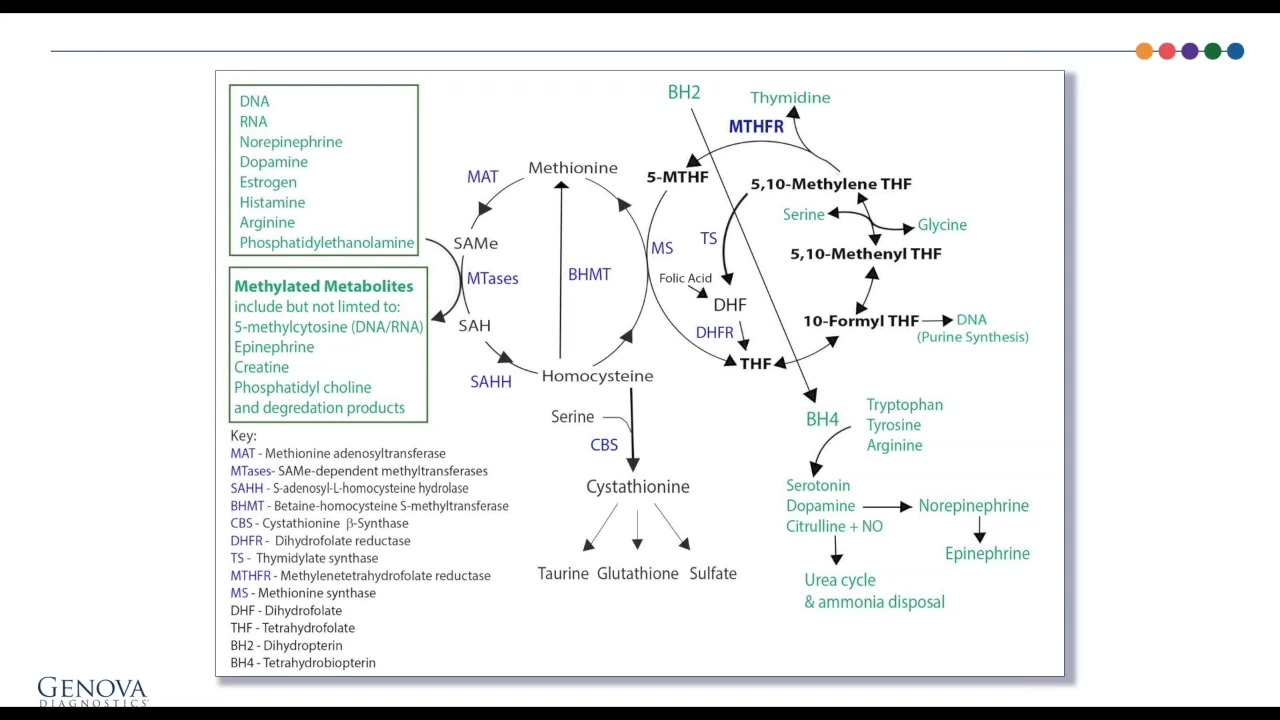 DNA
RNA
Norepinephrine
Dopamine
Estrogen
Histamine
Arginine
Phosphatidylethanolamine
Methylated Metabolites
include but not limted to:
5-methylcytosine (DNA/RNA)
Epinephrine
Creatine
Phosphatidyl choline
and degredation products
Key:
MAT - Methionine adenosyltransferase
MTases- SAMe-dependent methyltransferases
SAHH - S-adenosyl-L-homocysteine hydrolase
BHMT - Betaine-homocysteine S-methyltransferase
CBS - Cystathionine β-Synthase
DHFR - Dihydrofolate reductase
TS - Thymidylate synthase
MTHFR - Methylenetetrahydrofolate reductase
MS - Methionine synthase
DHF - Dihydrofolate
THF - Tetrahydrofolate
BH2 - Dihydropterin
BH4 - Tetrahydrobiopterin
Methionine
MAT
SAMe
MTases
SAH
SAHH
Homocysteine
BHMT
MS
Serine
CBS
Cystathionine
Taurine Glutathione Sulfate
BH2
Thymidine
MTHFR
5-MTHF
5,10-Methylene THF
Serine
Glycine
TS
5,10-Methenyl THF
Folic Acid
DHF
10-Formyl THF
DNA
(Purine Synthesis)
DHFR
THF
BH4
Tryptophan
Tyrosine
Arginine
Serotonin
Dopamine
Citrulline + NO
Norepinephrine
Epinephrine
Urea cycle
& ammonia disposal
GENOVA
DIAGNOSTICS